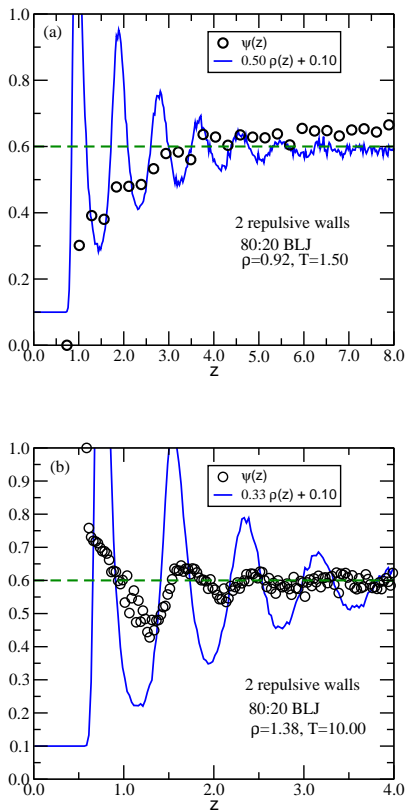 (a)
ψ(z)
0.50 ρ(z) + 0.10
1.0
0.8
0.6
0.4
0.2
0.0
2 repulsive walls
80:20 BLJ
ρ=0.92, T=1.50
0.0 1.0 2.0 3.0 4.0 5.0 6.0 7.0 8.0
z
(b)
ψ(z)
0.33 ρ(z) + 0.10
1.0
0.9
0.8
0.7
0.6
0.5
0.4
0.3
0.2
0.1
0.0
2 repulsive walls
80:20 BLJ
ρ=1.38, T=10.00
0.0 1.0 2.0 3.0 4.0
z